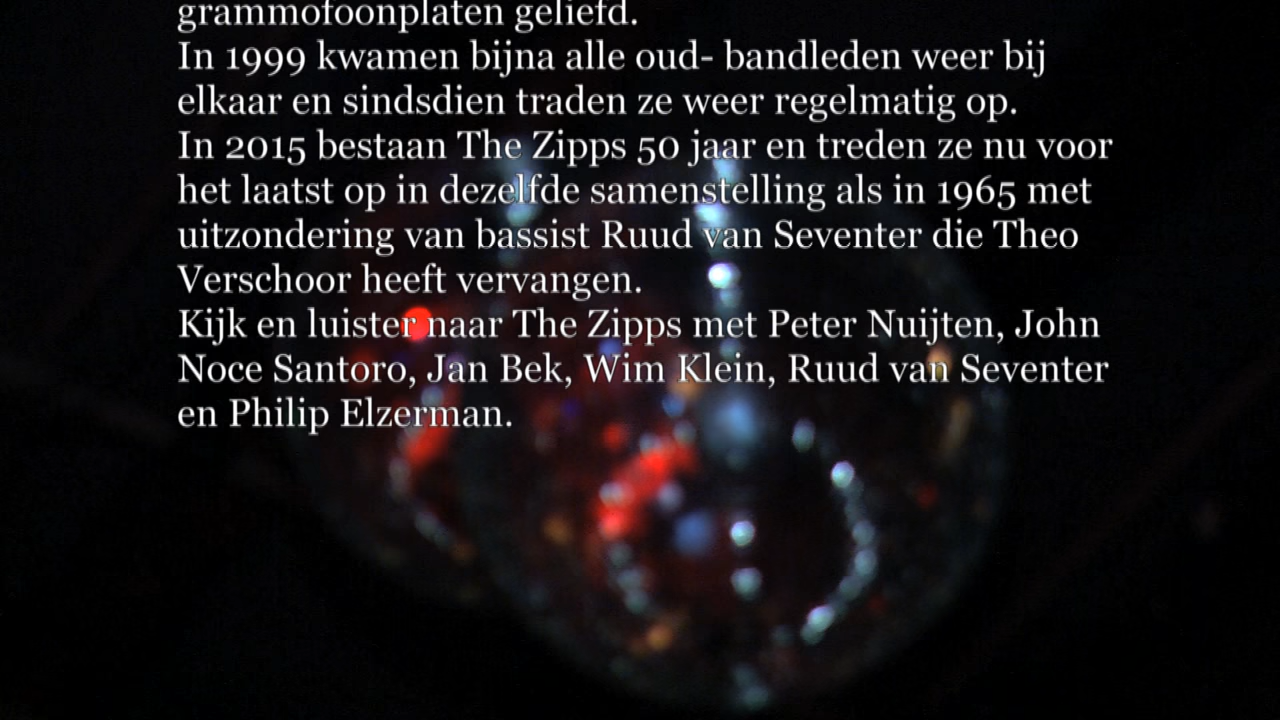 grammofoonplaten geliefd.
In 1999 kwamen bijna alle oud- bandleden weer bij
elkaar en sindsdien traden ze weer regelmatig op.
In 2015 bestaan The Zipps 50 jaar en treden ze nu voor
het laatst op in dezelfde samenstelling als in 1965 met
uitzondering van bassist Ruud van Seventer die Theo
Verschoor heeft vervangen.
Kijk en luister naar The Zipps met Peter Nuijten, John
Noce Santoro, Jan Bek, Wim Klein, Ruud van Seventer
en Philip Elzerman.